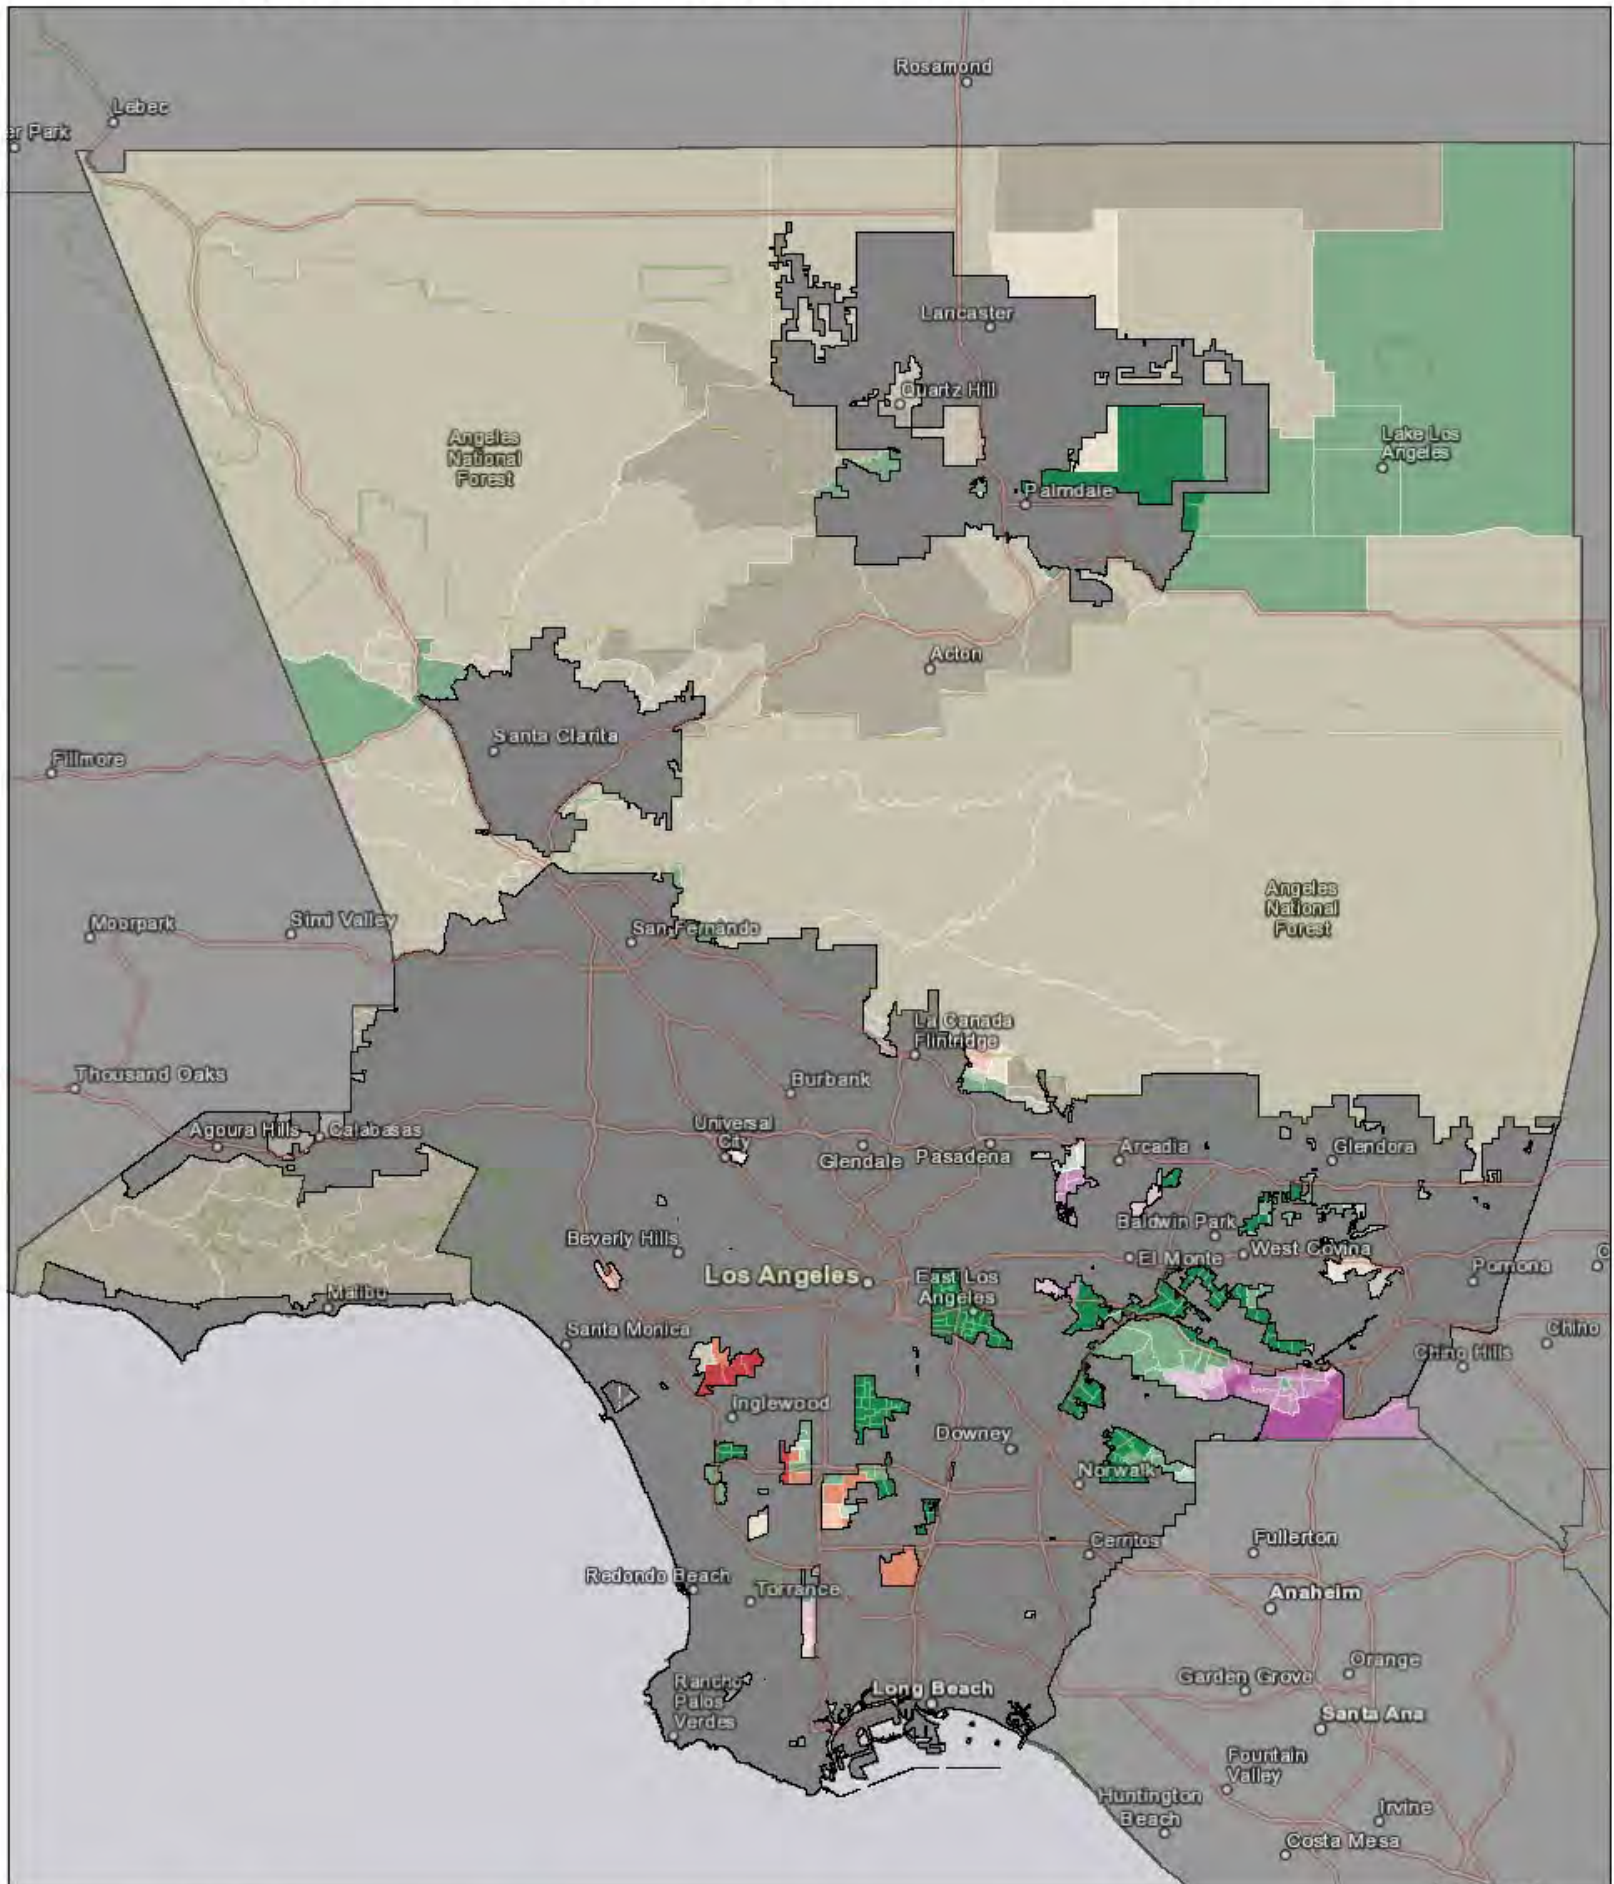 Rosamond
Lebec
er Park
Lancaster
Quartz Hill
Angeles
National
Forest
Lake Los
Angeles
Palmdale
Acton
Santa Clarita
Fillmore
Angeles
National
Forest
Moorpark
Simi Valley
San Fernando
La Canada
Flintridge
Thousand Oaks
Burbank
Agoura Hills
Calabasas
Universal
City
Glendale
Pasadena
Arcadia
Glendora
Baldwin Park
Beverly Hills
El Monte
West Covina
Los Angeles
East Los
Angeles
Pomona
C
Malibu
Santa Monica
Chino
Chino Hills
Inglewood
Downey
Norwalk
Cerritos
Fullerton
Redondo Beach
Torrance
Anaheim
Rancho
Palos
Verdes
Long Beach
Garden Grove
Orange
Santa Ana
Fountain
Valley
Huntington
Beach
Irvine
Costa Mesa